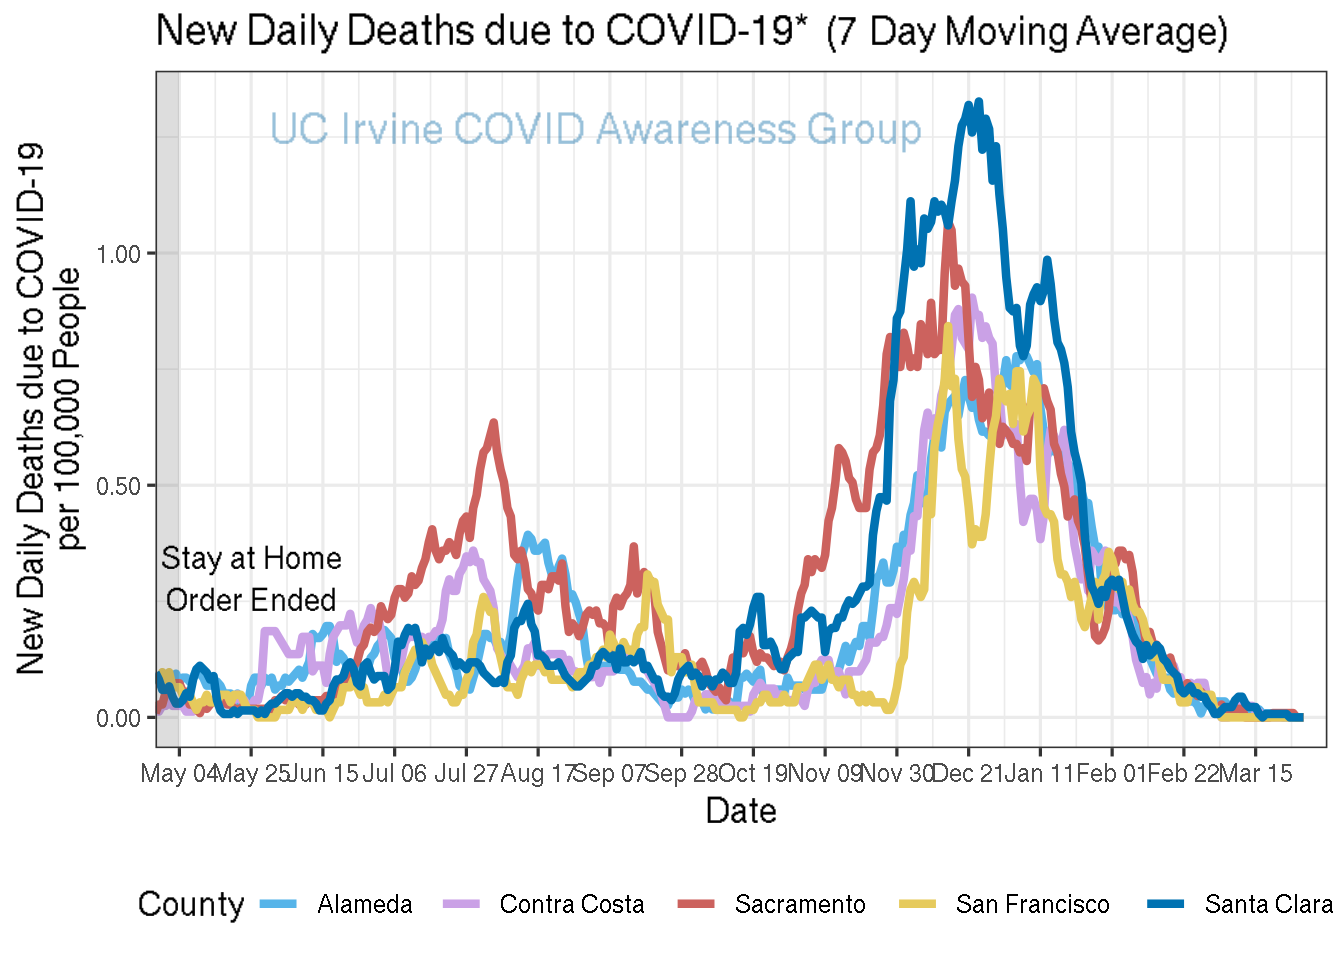 New Daily Deaths due to COVID-19* (7 Day Moving Average)
UC Irvine COVID Awareness Group
New Daily Deaths due to COVID-19
per 100,000 People
1.00
0.50
0.00
Stay at Home
Order Ended
May 04 May 25 Jun 15 Jul 06 Jul 27 Aug 17 Sep 07 Sep 28 Oct 19 Nov 09 Nov 30 Dec 21 Jan 11 Feb 01 Feb 22 Mar 15
Date
County Alameda Contra Costa Sacramento San Francisco Santa Clara